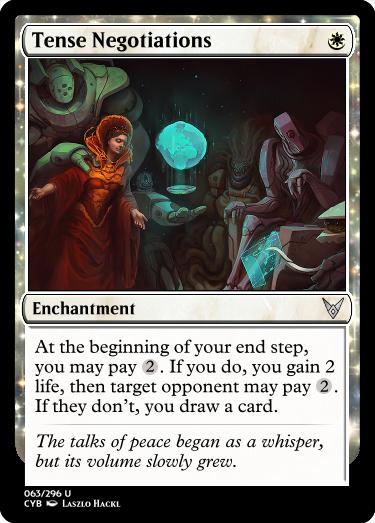 Tense Negotiations
Enchantment
At the beginning of your end step,
you may pay 2. If you do, you gain 2
life, then target opponent may pay 2.
If they don't, you draw a card.
The talks of peace began as a whisper,
but its volume slowly grew.
063/296 U
CYB Laszlo Hackl